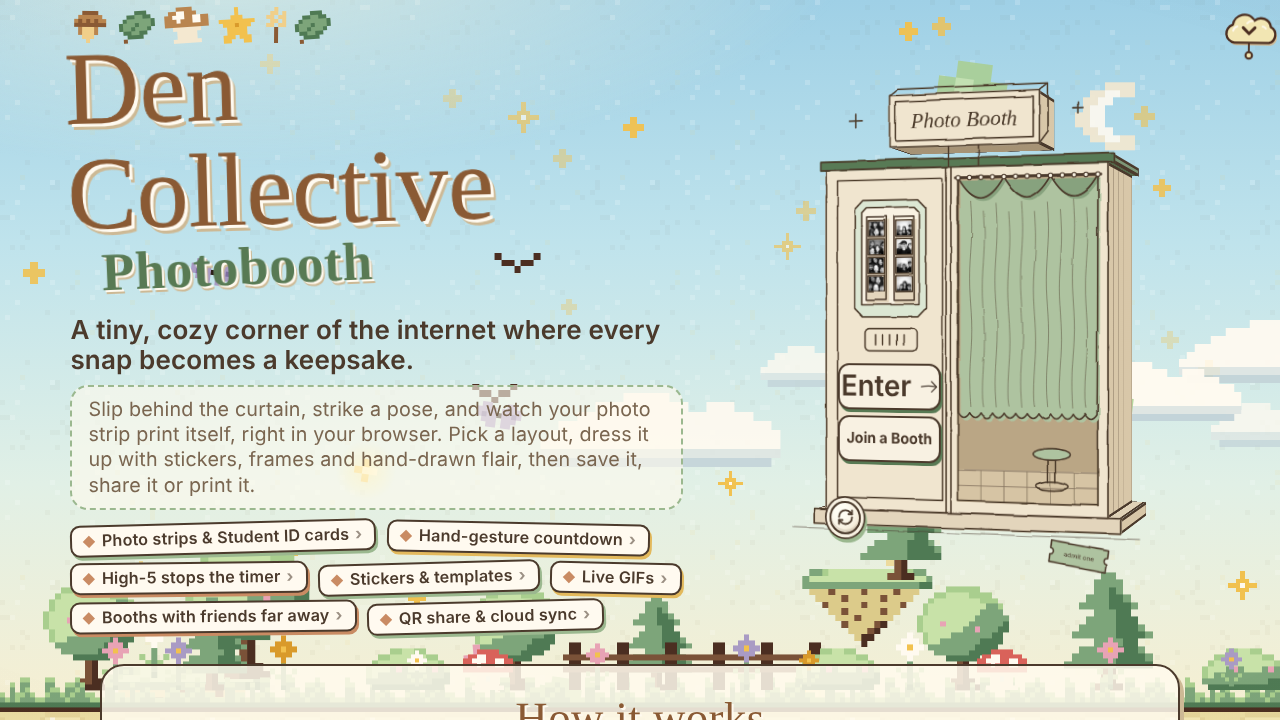 Den
Collective
Photobooth
A tiny, cozy corner of the internet where every
snap becomes a keepsake.
Slip behind the curtain, strike a pose, and watch your photo
strip print itself, right in your browser. Pick a layout, dress it
up with stickers, frames and hand-drawn flair, then save it,
share it or print it.
◆ Photo strips & Student ID cards ›
◆ Hand-gesture countdown ›
◆ High-5 stops the timer ›
◆ Stickers & templates ›
◆ Live GIFs ›
◆ Booths with friends far away ›
◆ QR share & cloud sync ›
Photo Booth
Enter →
Join a Booth
admit one
How it works